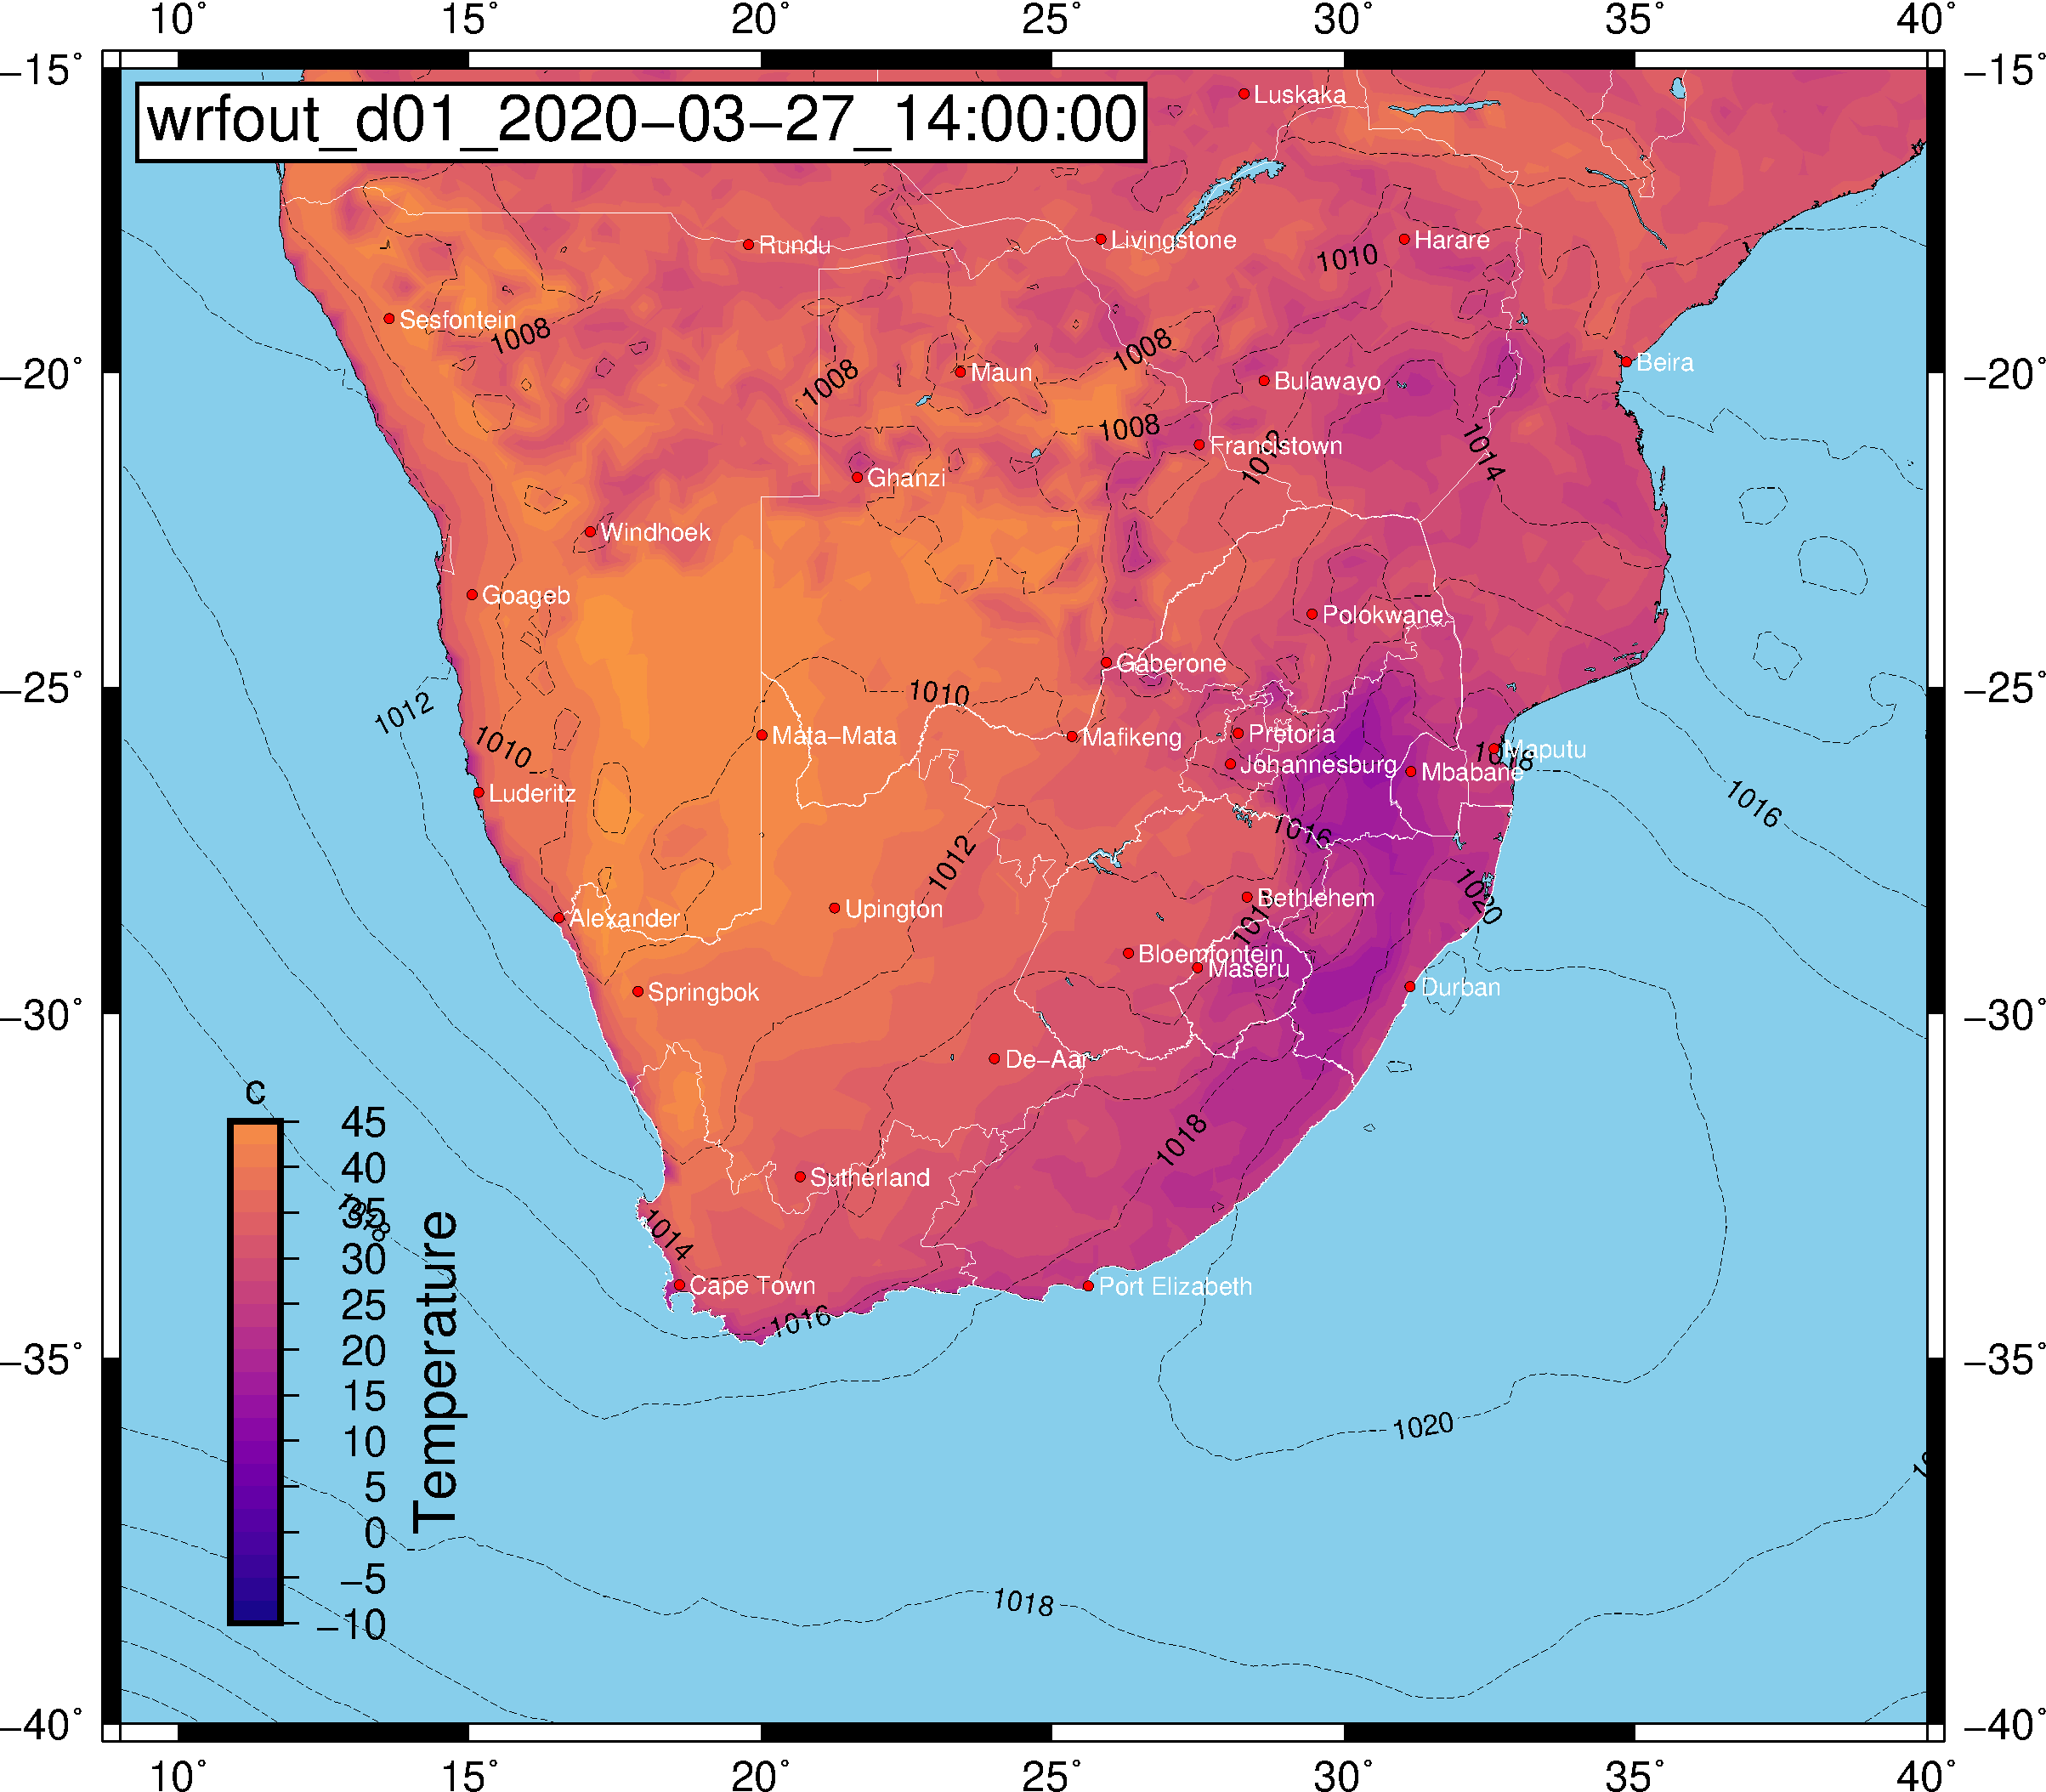 10° 15° 20° 25° 30° 35° 40°
−15° −15°
wrfout_d01_2020−03−27_14:00:00
Luskaka
Rundu
Livingstone
Harare
1010
Sesfontein
1008
1008
1008
Maun
Bulawayo
Beira
−20° −20°
1008
Francistown
1014
Ghanzi
Windhoek
Goageb
Polokwane
Gaberone
−25° −25°
1012
1010
1010
Mata−Mata
Mafikeng
Pretoria
Johannesburg
Mbabane
Maputu
1018
1016
Luderitz
1016
1012
1020
Alexander
Upington
Bethlehem
Bloemfontein
Maseru
Springbok
Durban
−30° −30°
De−Aar
1018
Sutherland
1014
Cape Town
Port Elizabeth
1016
−35° −35°
1020
1018
C
45
40
35
30
25
20
15
10
5
0
−5
−10
Temperature
−40° −40°
10° 15° 20° 25° 30° 35° 40°